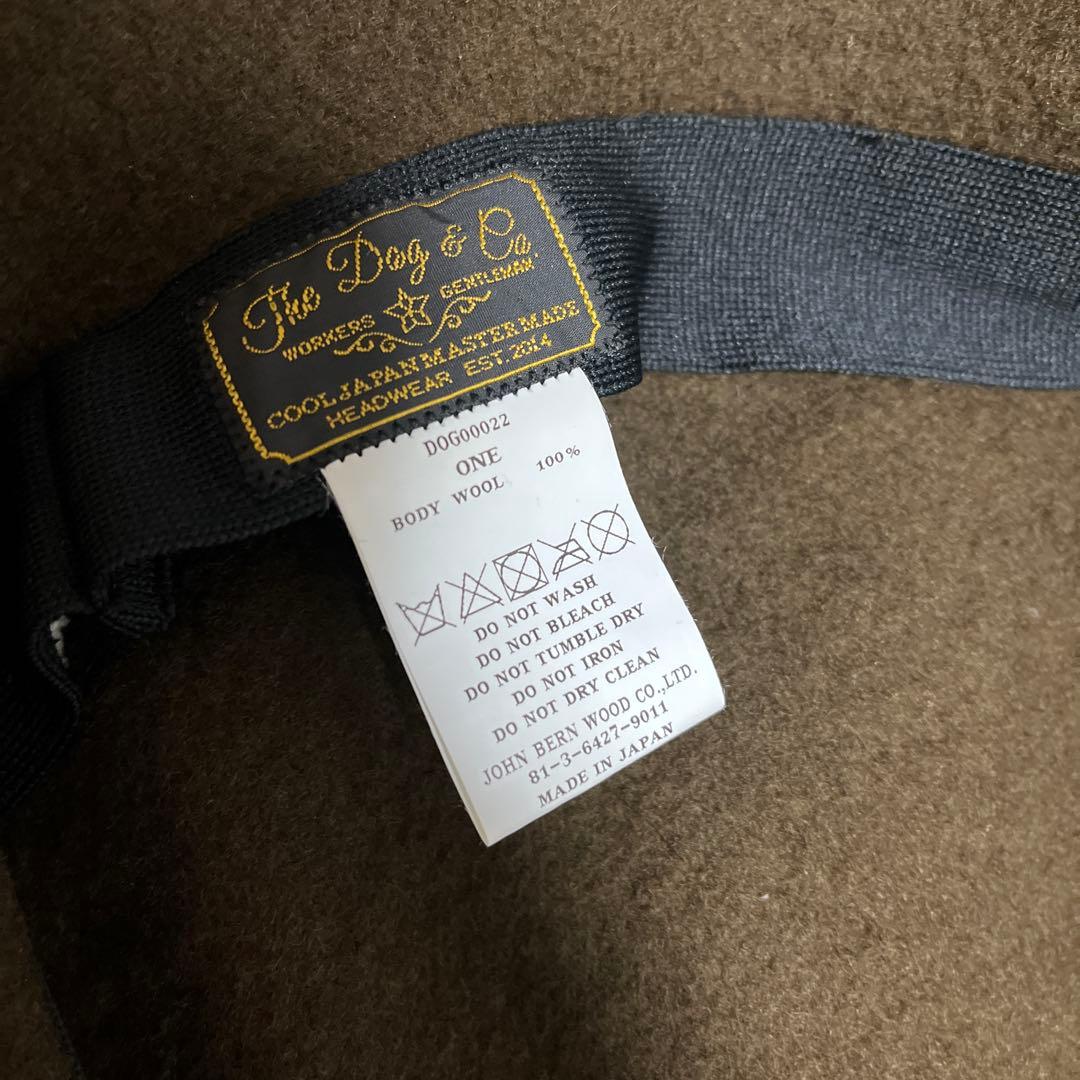 The Dog & Co
WORKERS GENTLEMAN
COOL JAPAN MASTER MADE
HEADWEAR EST.2014
DOG00022
ONE
BODY WOOL 100%
DO NOT WASH
DO NOT BLEACH
DO NOT TUMBLE DRY
DO NOT IRON
DO NOT DRY CLEAN
JOHN BERN WOOD CO.,LTD.
81-3-6427-9011
MADE IN JAPAN